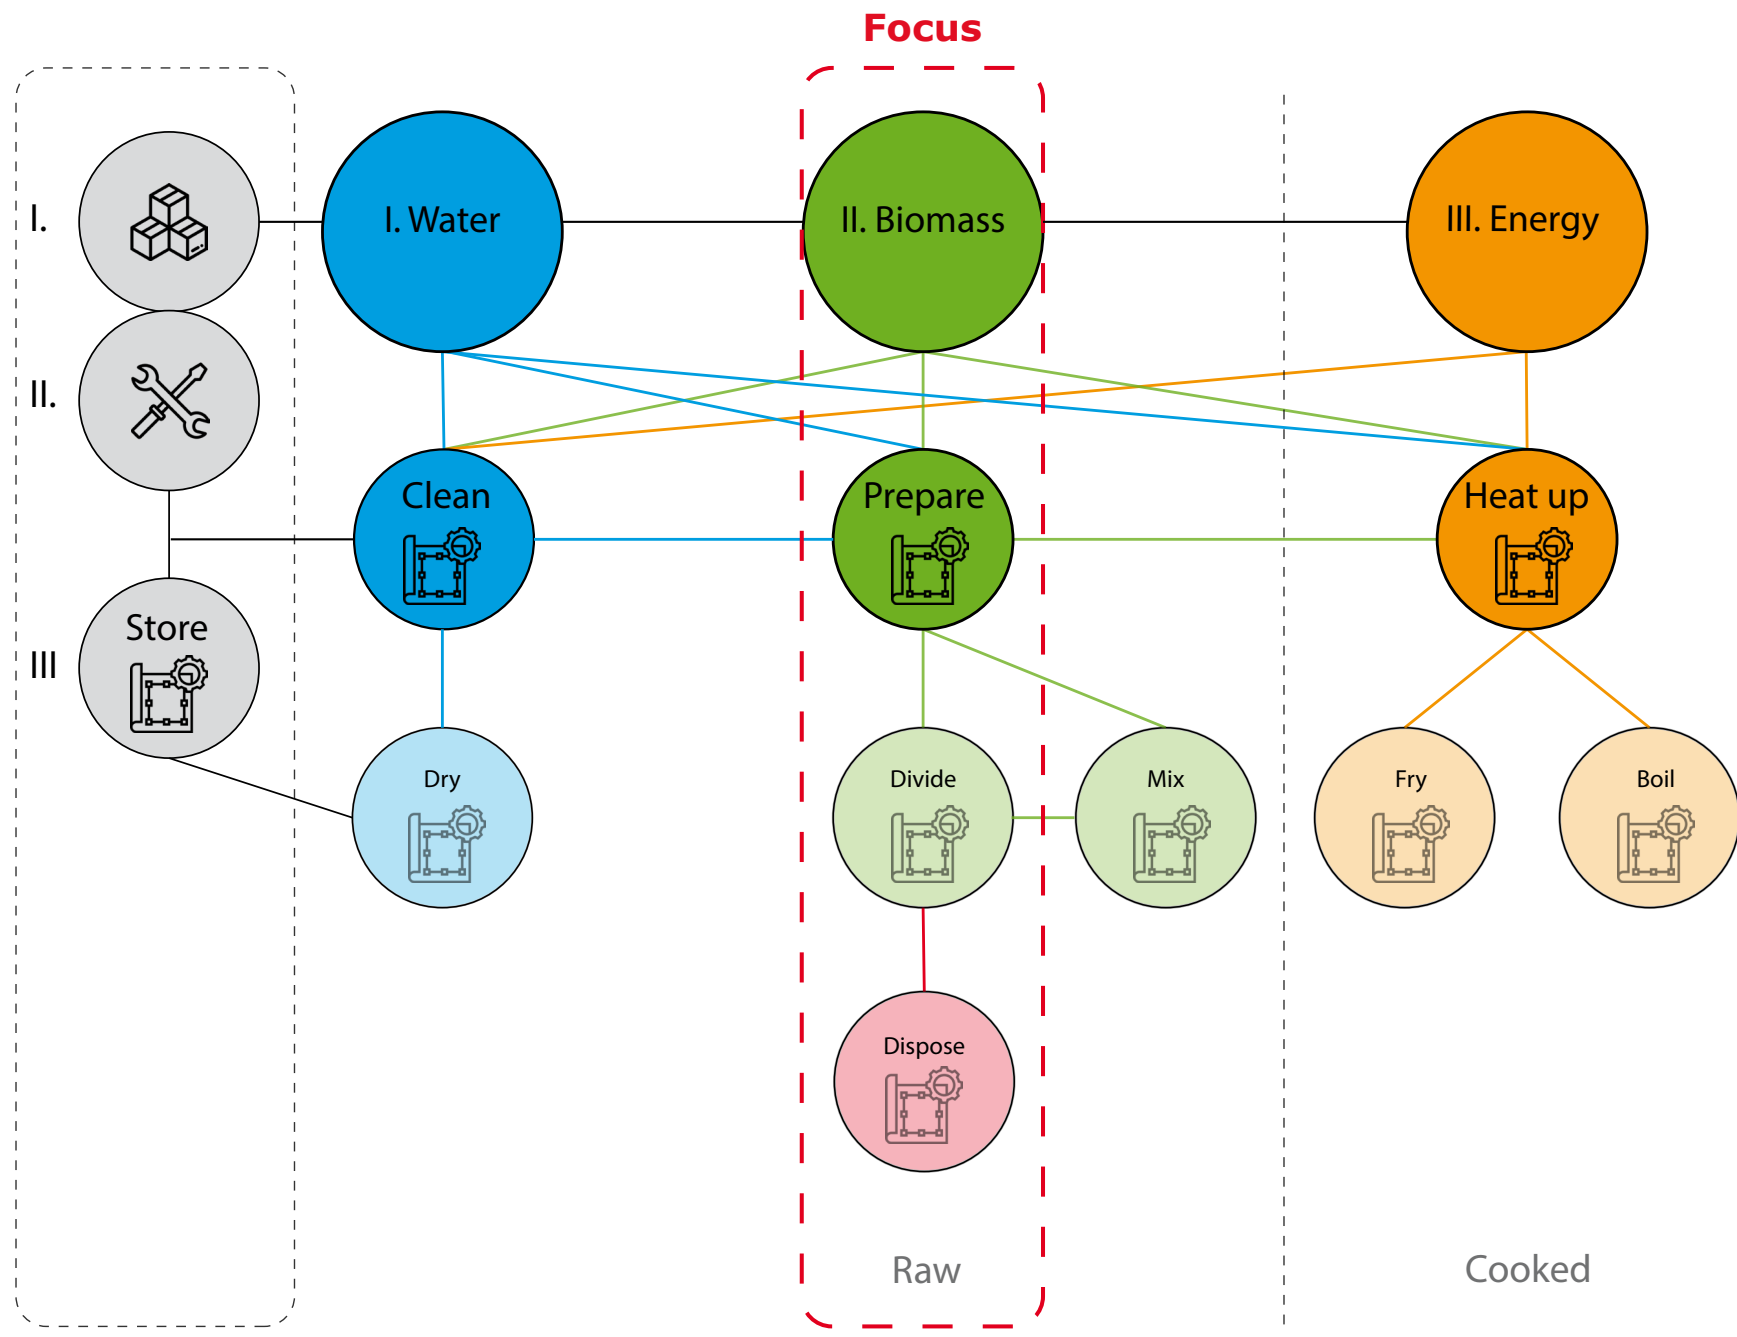 Focus
I.
I. Water
II. Biomass
III. Energy
II.
Clean
Prepare
Heat up
III
Store
Dry
Divide
Mix
Fry
Boil
Dispose
Raw
Cooked